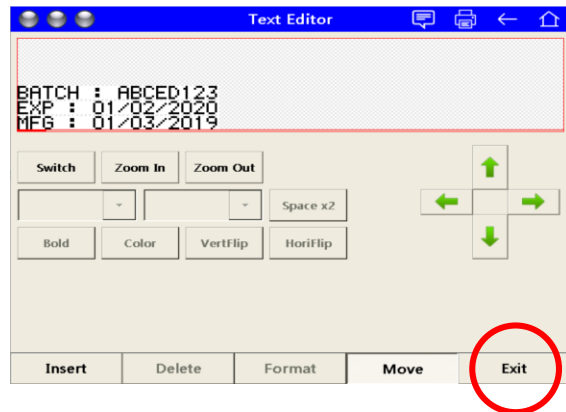 Text Editor
BATCH : ABCED123
EXP : 01/02/2020
MFG : 01/03/2019
Switch Zoom In Zoom Out
Space x2
Bold Color VertFlip HoriFlip
Insert Delete Format Move Exit